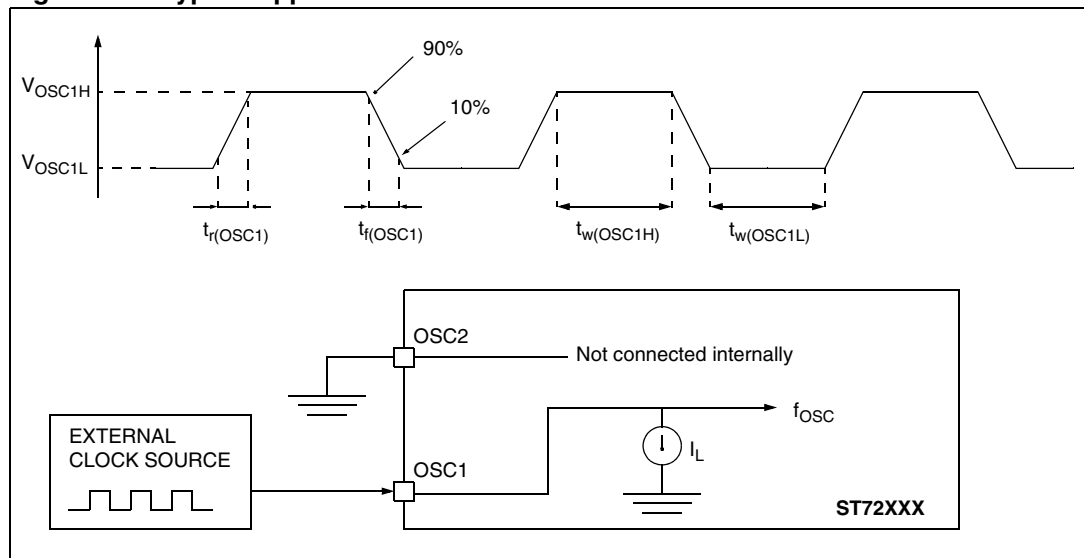 90%
VOSC1H
10%
VOSC1L
tr(OSC1)
tf(OSC1)
tw(OSC1H)
tw(OSC1L)
OSC2
Not connected internally
fOSC
EXTERNAL
CLOCK SOURCE
IL
OSC1
ST72XXX